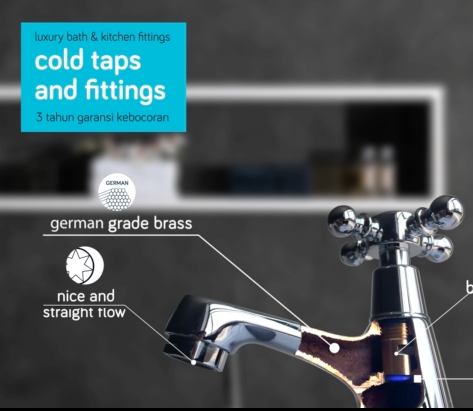 luxury bath & kitchen fittings
cold taps
and fittings
3 tahun garansi kebocoran
GERMAN
german grade brass
nice and
straight flow
b